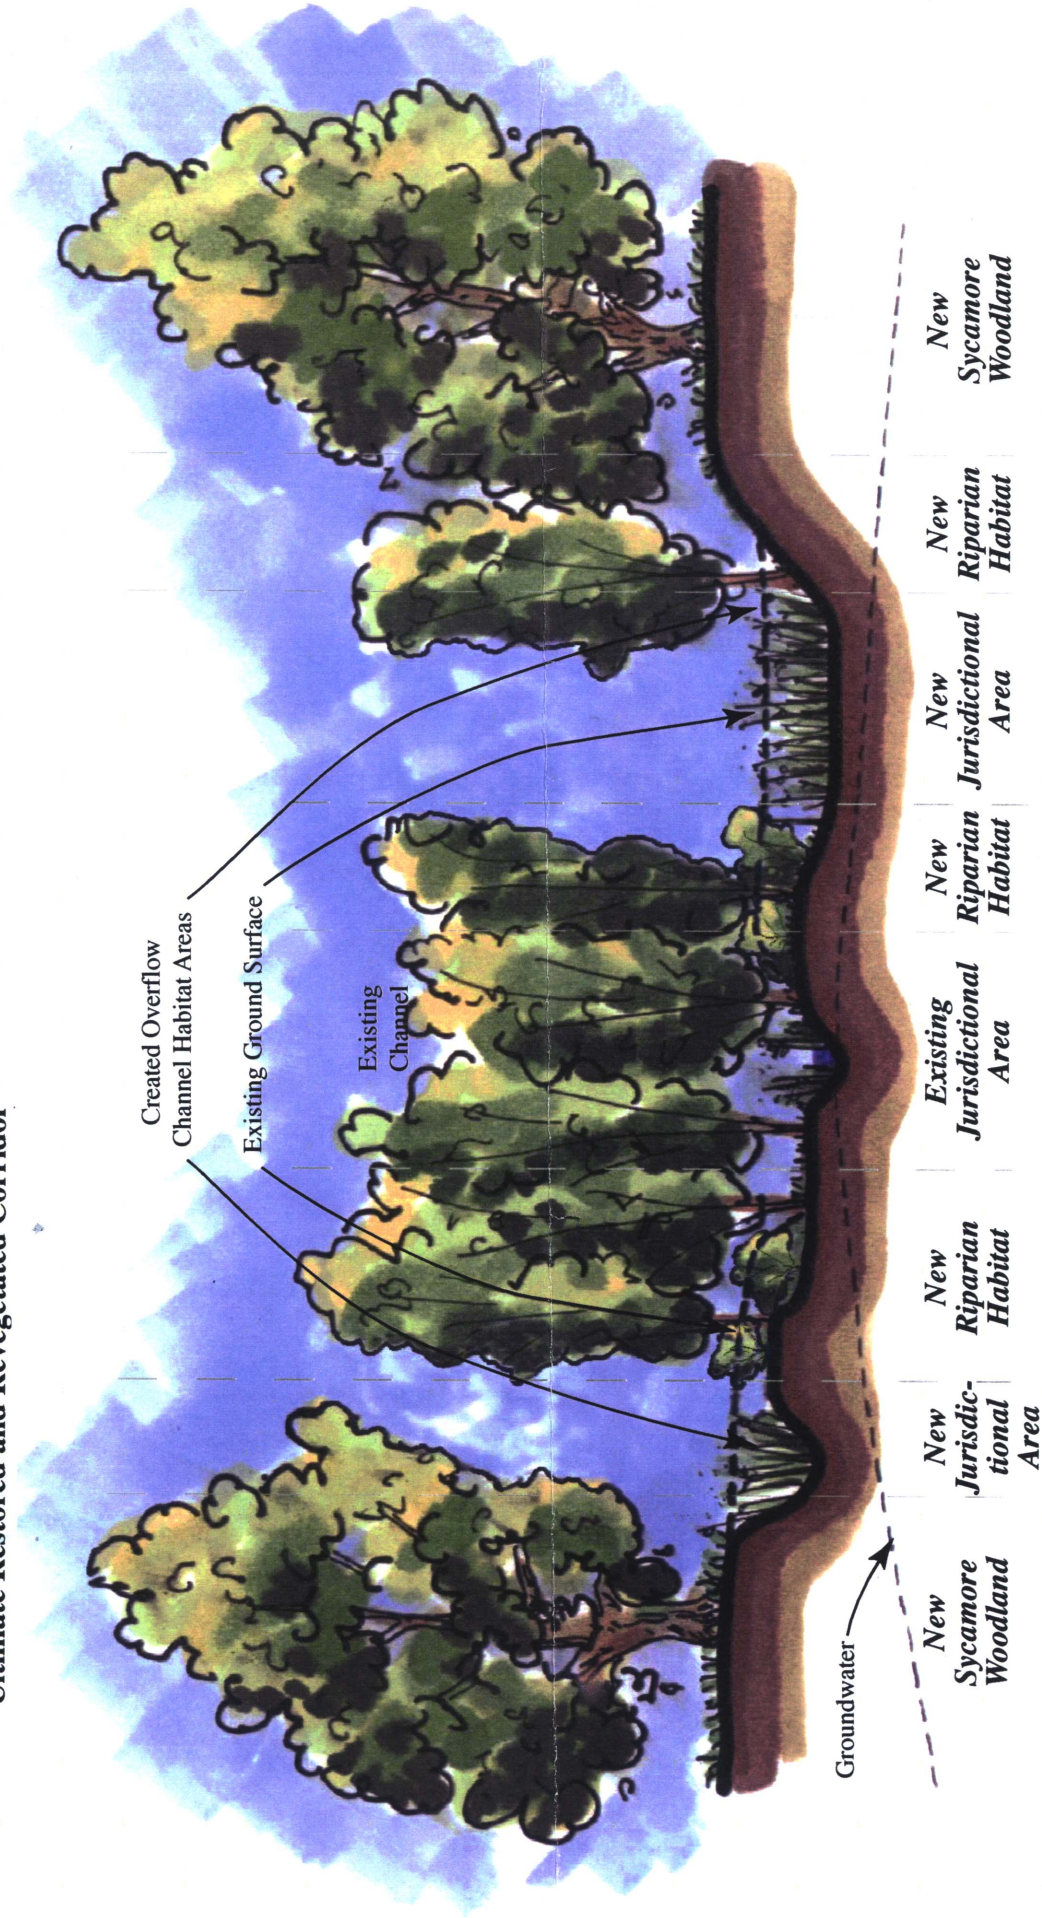 Ultimate Restored and Revegetated Corridor
Created Overflow
Channel Habitat Areas
Existing Ground Surface
Existing
Channel
Groundwater
New
Sycamore
Woodland
New
Jurisdic-
tional
Area
New
Riparian
Habitat
Existing
Jurisdictional
Area
New
Riparian
Habitat
New
Jurisdictional
Area
New
Riparian
Habitat
New
Sycamore
Woodland